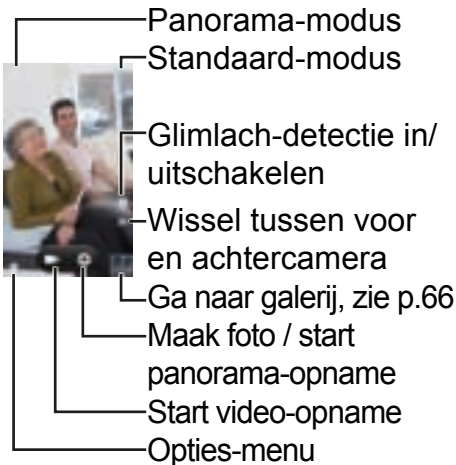 Panorama-modus
Standaard-modus
Glimlach-detectie in/
uitschakelen
Wissel tussen voor
en achtercamera
Ga naar galerij, zie p.66
Maak foto / start
panorama-opname
Start video-opname
Opties-menu